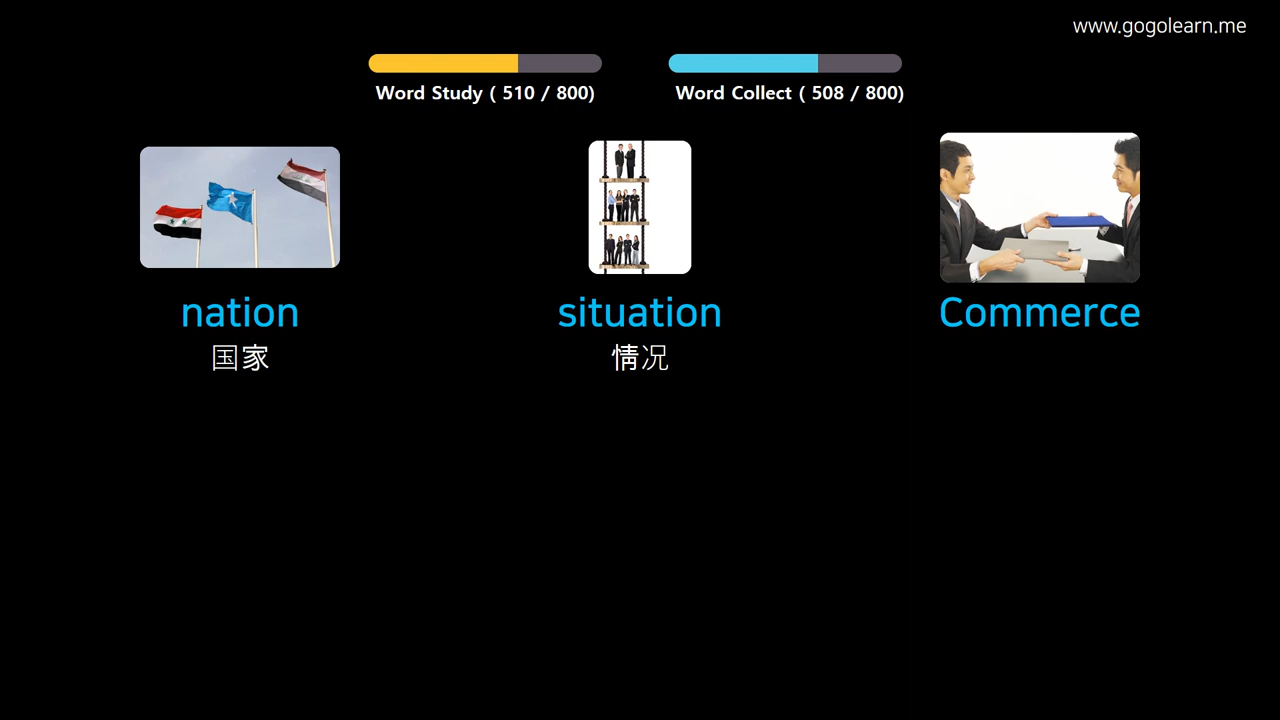 www.gogolearn.me
Word Study ( 510 / 800)
Word Collect ( 508 / 800)
nation
国家
situation
情况
Commerce